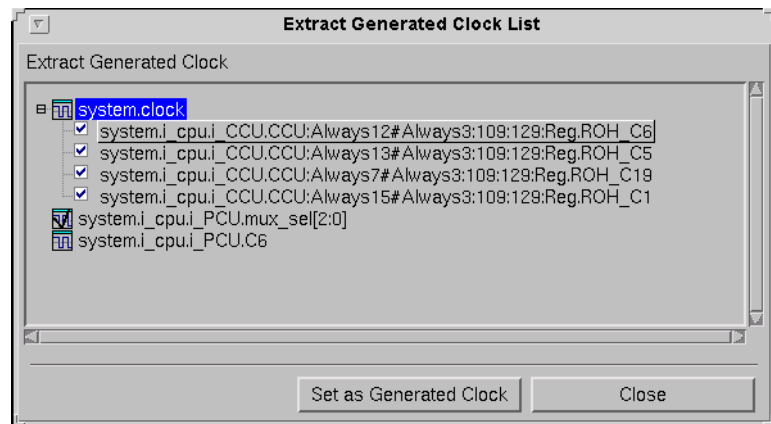 Extract Generated Clock List
Extract Generated Clock
system.clock
system.i_cpu.i_CCU.CCU:Always12#Always3:109:129:Reg.ROH_C6
system.i_cpu.i_CCU.CCU:Always13#Always3:109:129:Reg.ROH_C5
system.i_cpu.i_CCU.CCU:Always7#Always3:109:129:Reg.ROH_C19
system.i_cpu.i_CCU.CCU:Always15#Always3:109:129:Reg.ROH_C1
system.i_cpu.i_PCU.mux_sel[2:0]
system.i_cpu.i_PCU.C6
Set as Generated Clock Close